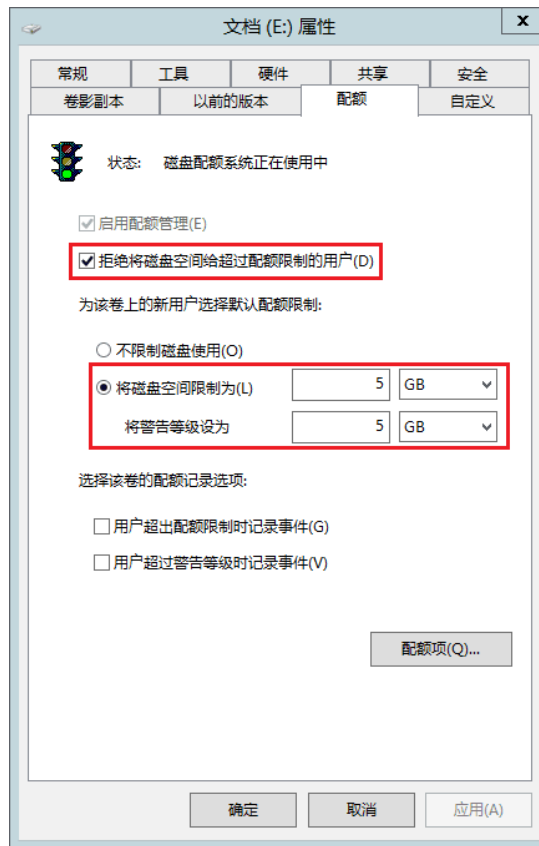 文档 (E:) 属性
x
常规 工具 硬件 共享 安全
卷影副本 以前的版本 配额 自定义
状态: 磁盘配额系统正在使用中
启用配额管理(E)
拒绝将磁盘空间给超过配额限制的用户(D)
为该卷上的新用户选择默认配额限制:
不限制磁盘使用(O)
将磁盘空间限制为(L) 5 GB
将警告等级设为 5 GB
选择该卷的配额记录选项:
用户超出配额限制时记录事件(G)
用户超过警告等级时记录事件(V)
配额项(Q)...
确定 取消 应用(A)